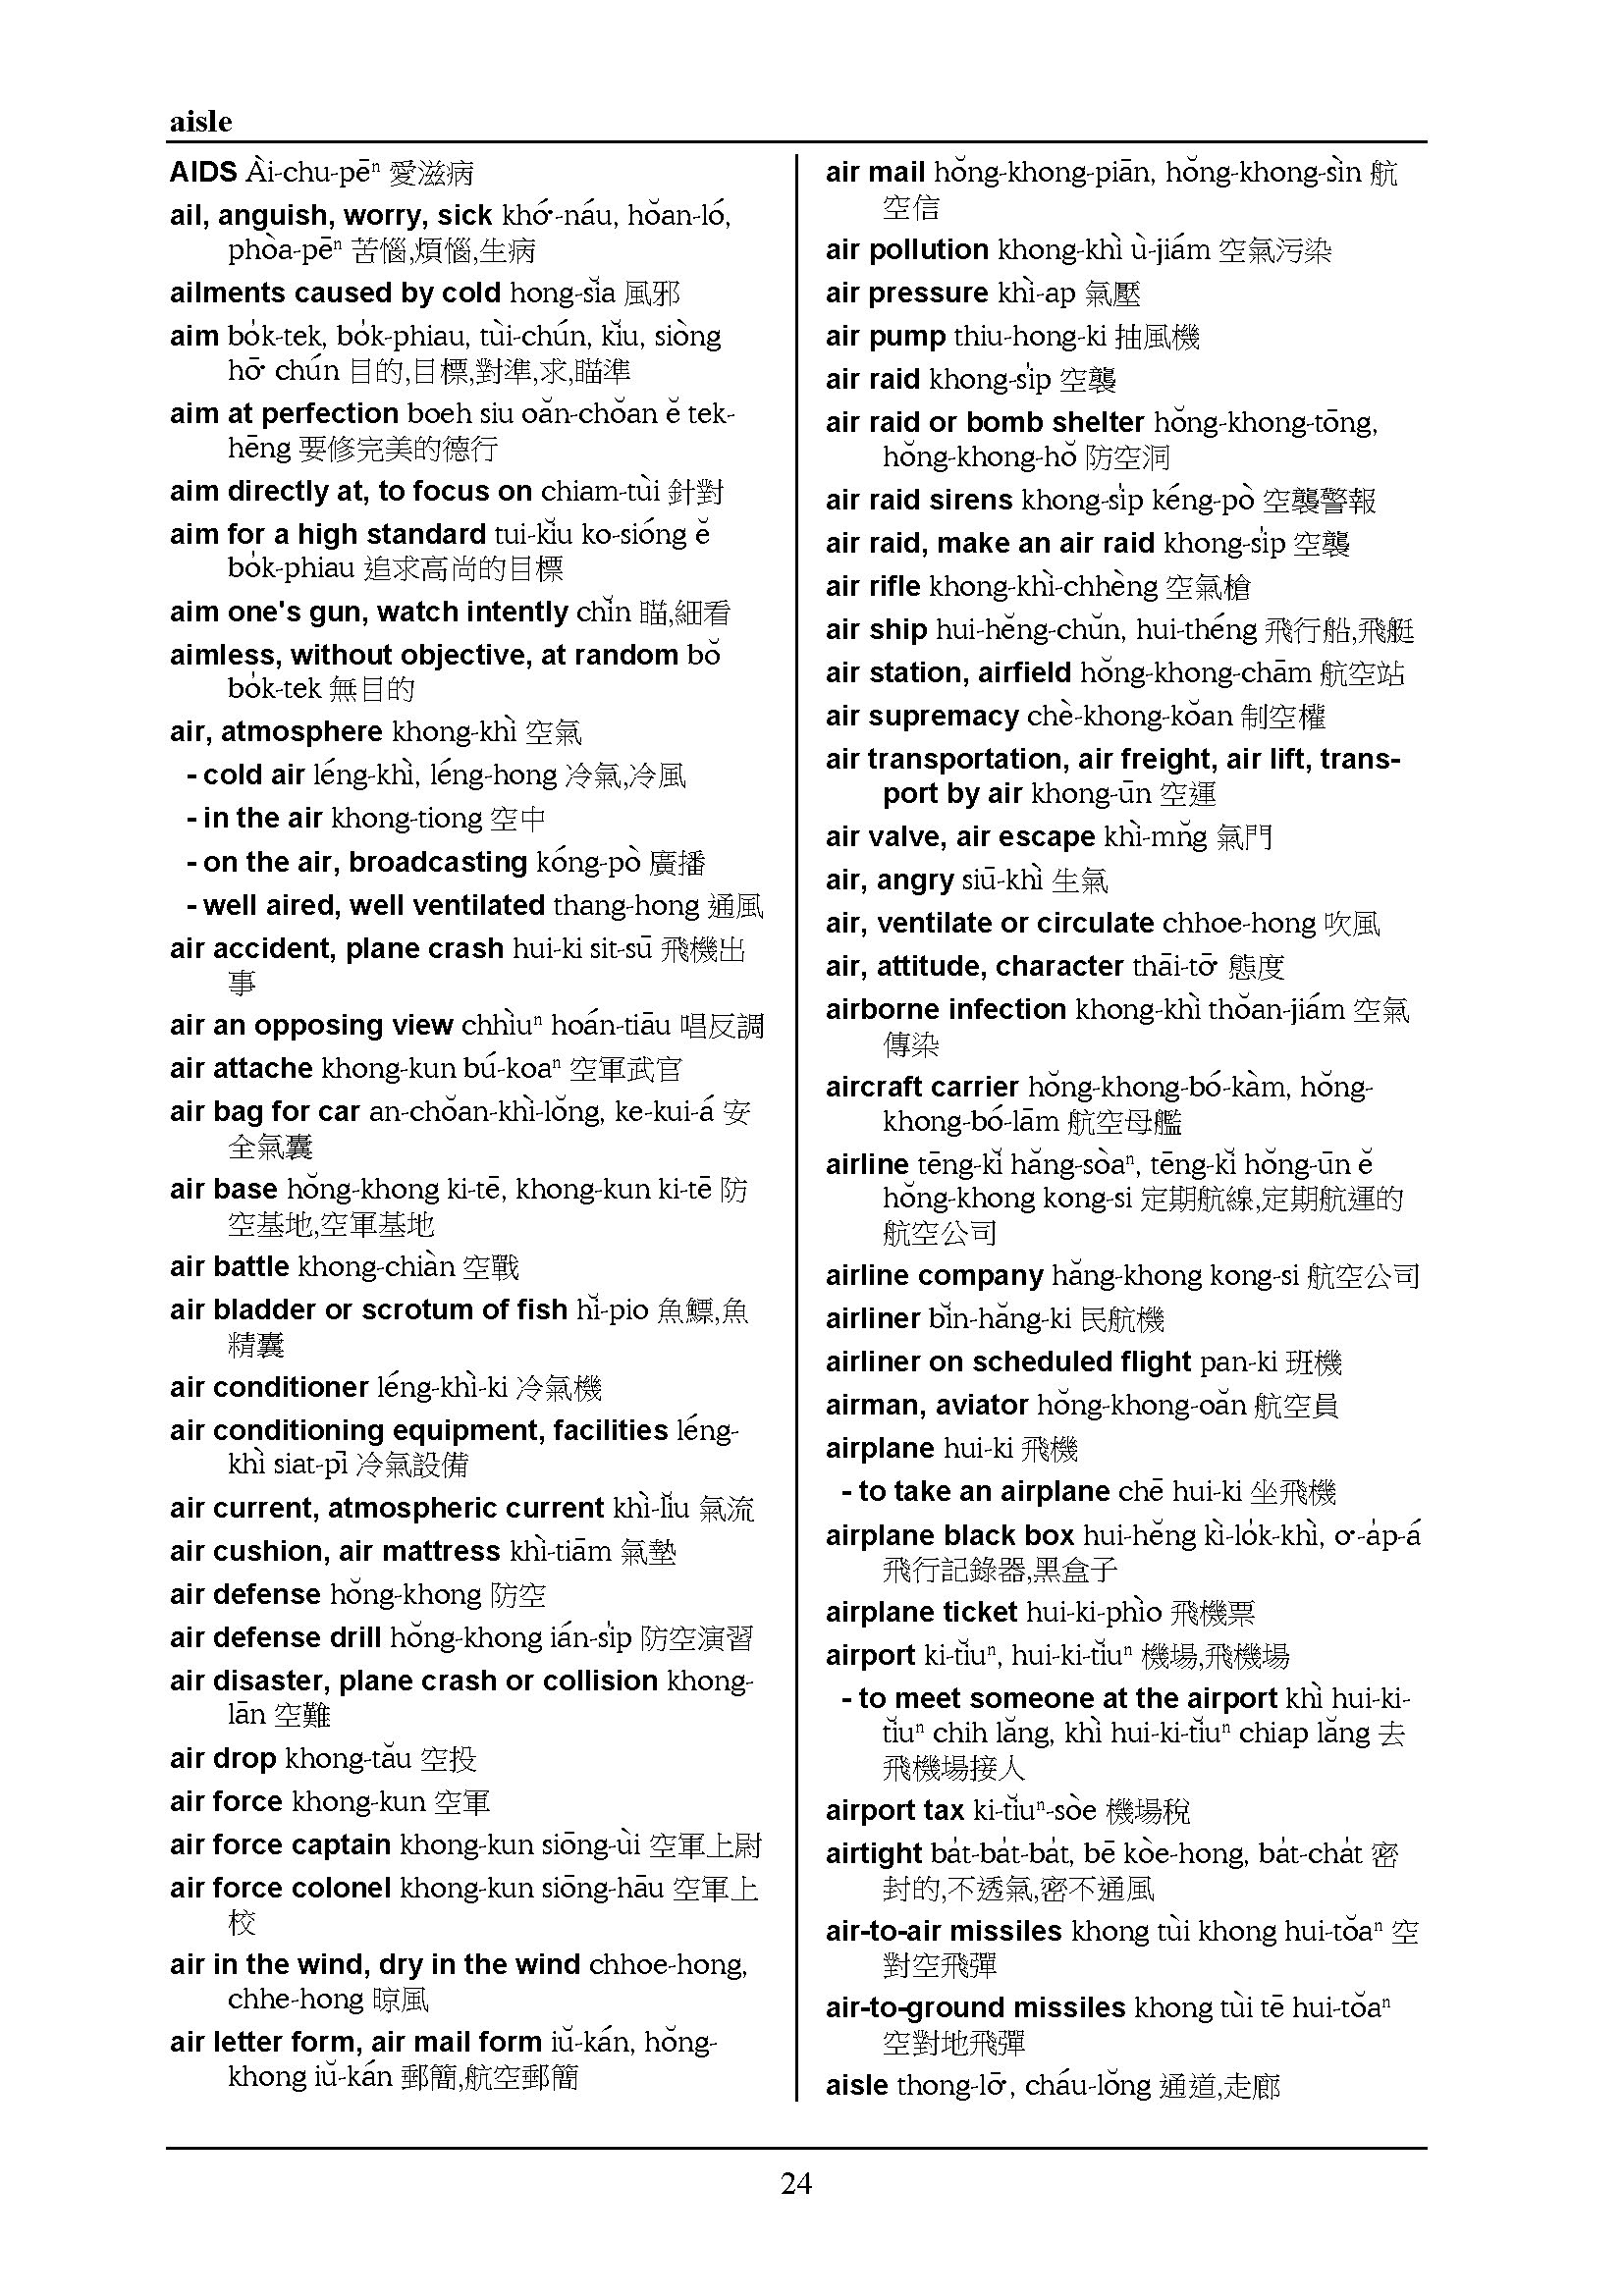 aisle
AIDS Ài-chu-pēⁿ 愛滋病
ail, anguish, worry, sick khó͘-náu, hŏan-ló,
phòa-pēⁿ 苦惱,煩惱,生病
ailments caused by cold hong-sĭa 風邪
aim bo̍k-tek, bo̍k-phiau, tùi-chún, kĭu, siòng
hō͘ chún 目的,目標,對準,求,瞄準
aim at perfection boeh siu oăn-chŏan ĕ tek-
hēng 要修完美的德行
aim directly at, to focus on chiam-tùi 針對
aim for a high standard tui-kĭu ko-sióng ĕ
bo̍k-phiau 追求高尚的目標
aim one's gun, watch intently chĭn 瞄,細看
aimless, without objective, at random bŏ
bo̍k-tek 無目的
air, atmosphere khong-khì 空氣
- cold air léng-khì, léng-hong 冷氣,冷風
- in the air khong-tiong 空中
- on the air, broadcasting kóng-pò 廣播
- well aired, well ventilated thang-hong 通風
air accident, plane crash hui-ki sit-sū 飛機出
事
air an opposing view chhìuⁿ hoán-tiāu 唱反調
air attache khong-kun bú-koaⁿ 空軍武官
air bag for car an-chŏan-khì-lŏng, ke-kui-á 安
全氣囊
air base hŏng-khong ki-tē, khong-kun ki-tē 防
空基地,空軍基地
air battle khong-chiàn 空戰
air bladder or scrotum of fish hĭ-pio 魚鰾,魚
精囊
air conditioner léng-khì-ki 冷氣機
air conditioning equipment, facilities léng-
khì siat-pī 冷氣設備
air current, atmospheric current khì-lĭu 氣流
air cushion, air mattress khì-tiām 氣墊
air defense hŏng-khong 防空
air defense drill hŏng-khong ián-si̍p 防空演習
air disaster, plane crash or collision khong-
lān 空難
air drop khong-tău 空投
air force khong-kun 空軍
air force captain khong-kun siōng-ùi 空軍上尉
air force colonel khong-kun siōng-hāu 空軍上
校
air in the wind, dry in the wind chhoe-hong,
chhe-hong 晾風
air letter form, air mail form iŭ-kán, hŏng-
khong iŭ-kán 郵簡,航空郵簡
air mail hŏng-khong-piān, hŏng-khong-sìn 航
空信
air pollution khong-khì ù-jiám 空氣污染
air pressure khì-ap 氣壓
air pump thiu-hong-ki 抽風機
air raid khong-si̍p 空襲
air raid or bomb shelter hŏng-khong-tōng,
hŏng-khong-hŏ 防空洞
air raid sirens khong-si̍p kéng-pò 空襲警報
air raid, make an air raid khong-si̍p 空襲
air rifle khong-khì-chhèng 空氣槍
air ship hui-hĕng-chŭn, hui-théng 飛行船,飛艇
air station, airfield hŏng-khong-chām 航空站
air supremacy chè-khong-kŏan 制空權
air transportation, air freight, air lift, trans-
port by air khong-ūn 空運
air valve, air escape khì-mn̆g 氣門
air, angry siū-khì 生氣
air, ventilate or circulate chhoe-hong 吹風
air, attitude, character thāi-tō͘ 態度
airborne infection khong-khì thŏan-jiám 空氣
傳染
aircraft carrier hŏng-khong-bó-kàm, hŏng-
khong-bó-lām 航空母艦
airline tēng-kĭ hăng-sòaⁿ, tēng-kĭ hŏng-ūn ĕ
hŏng-khong kong-si 定期航線,定期航運的
航空公司
airline company hăng-khong kong-si 航空公司
airliner bĭn-hăng-ki 民航機
airliner on scheduled flight pan-ki 班機
airman, aviator hŏng-khong-oăn 航空員
airplane hui-ki 飛機
- to take an airplane chē hui-ki 坐飛機
airplane black box hui-hĕng kì-lo̍k-khì, o͘-a̍p-á
飛行記錄器,黑盒子
airplane ticket hui-ki-phìo 飛機票
airport ki-tĭuⁿ, hui-ki-tĭuⁿ 機場,飛機場
- to meet someone at the airport khì hui-ki-
tĭuⁿ chih lăng, khì hui-ki-tĭuⁿ chiap lăng 去
飛機場接人
airport tax ki-tĭuⁿ-sòe 機場稅
airtight ba̍t-ba̍t-ba̍t, bē kòe-hong, ba̍t-cha̍t 密
封的,不透氣,密不通風
air-to-air missiles khong tùi khong hui-tŏaⁿ 空
對空飛彈
air-to-ground missiles khong tùi tē hui-tŏaⁿ
空對地飛彈
aisle thong-lō͘, cháu-lŏng 通道,走廊
24